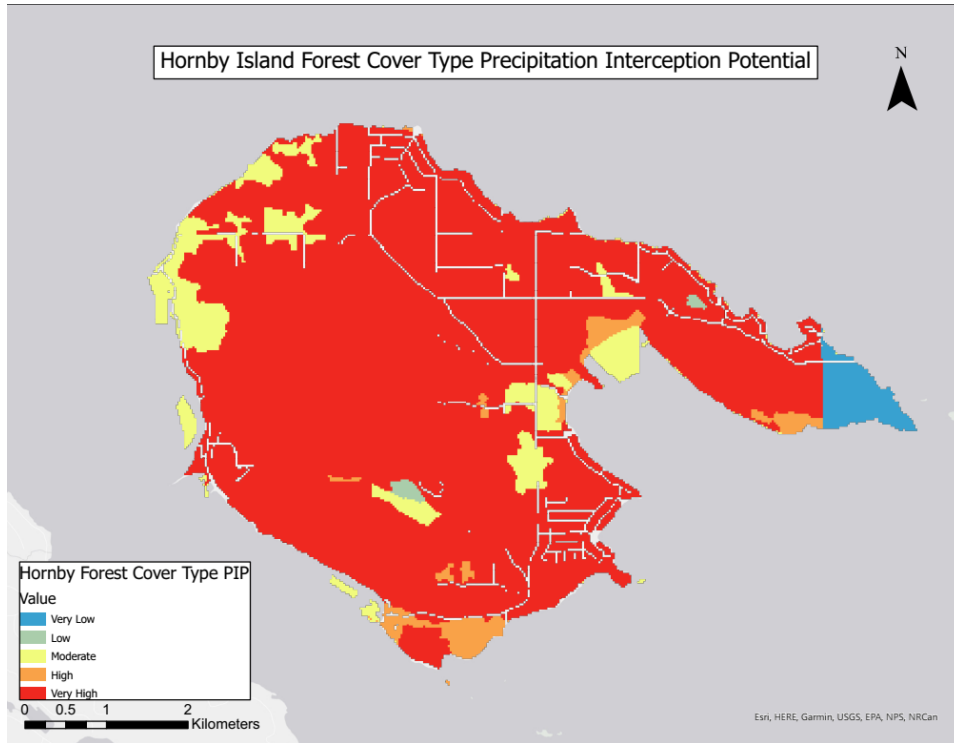 Hornby Island Forest Cover Type Precipitation Interception Potential
N
Hornby Forest Cover Type PIP
Value
Very Low
Low
Moderate
High
Very High
0 0.5 1 2
Kilometers
Esri, HERE, Garmin, USGS, EPA, NPS, NRCan